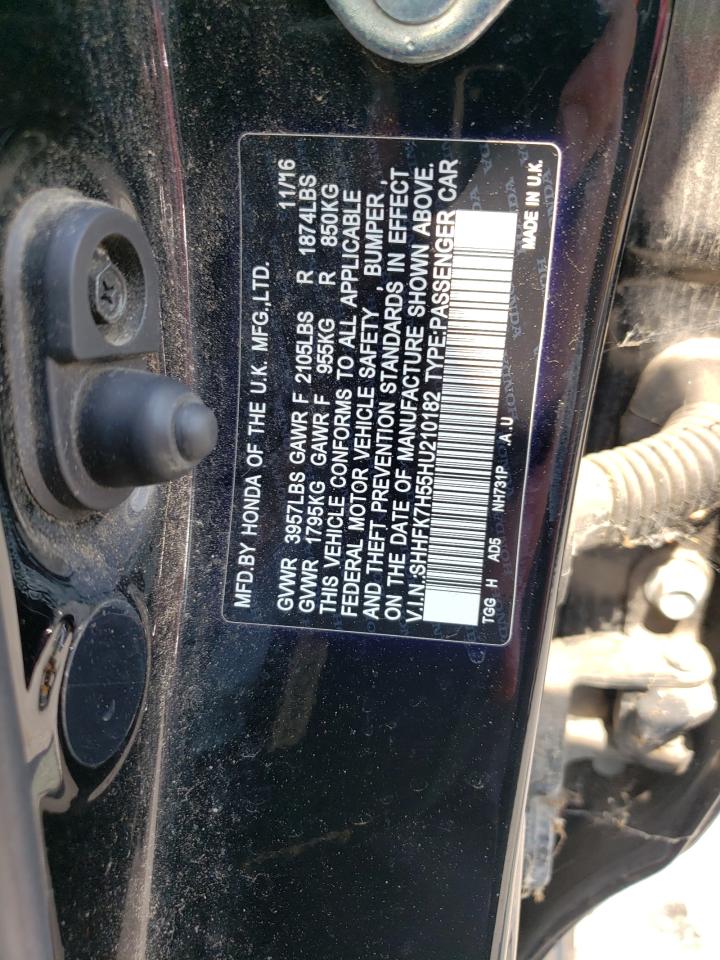 MFD.BY HONDA OF THE U.K. MFG.,LTD. 11/16
GVWR 3957LBS GAWR F 2105LBS R 1874LBS
GVWR 1795KG GAWR F 955KG R 850KG
THIS VEHICLE CONFORMS TO ALL APPLICABLE
FEDERAL MOTOR VEHICLE SAFETY , BUMPER ,
AND THEFT PREVENTION STANDARDS IN EFFECT
ON THE DATE OF MANUFACTURE SHOWN ABOVE.
V.I.N.:SHHFK7H55HU210182 TYPE:PASSENGER CAR
TGG H AD5 NH731P A U
MADE IN U.K.